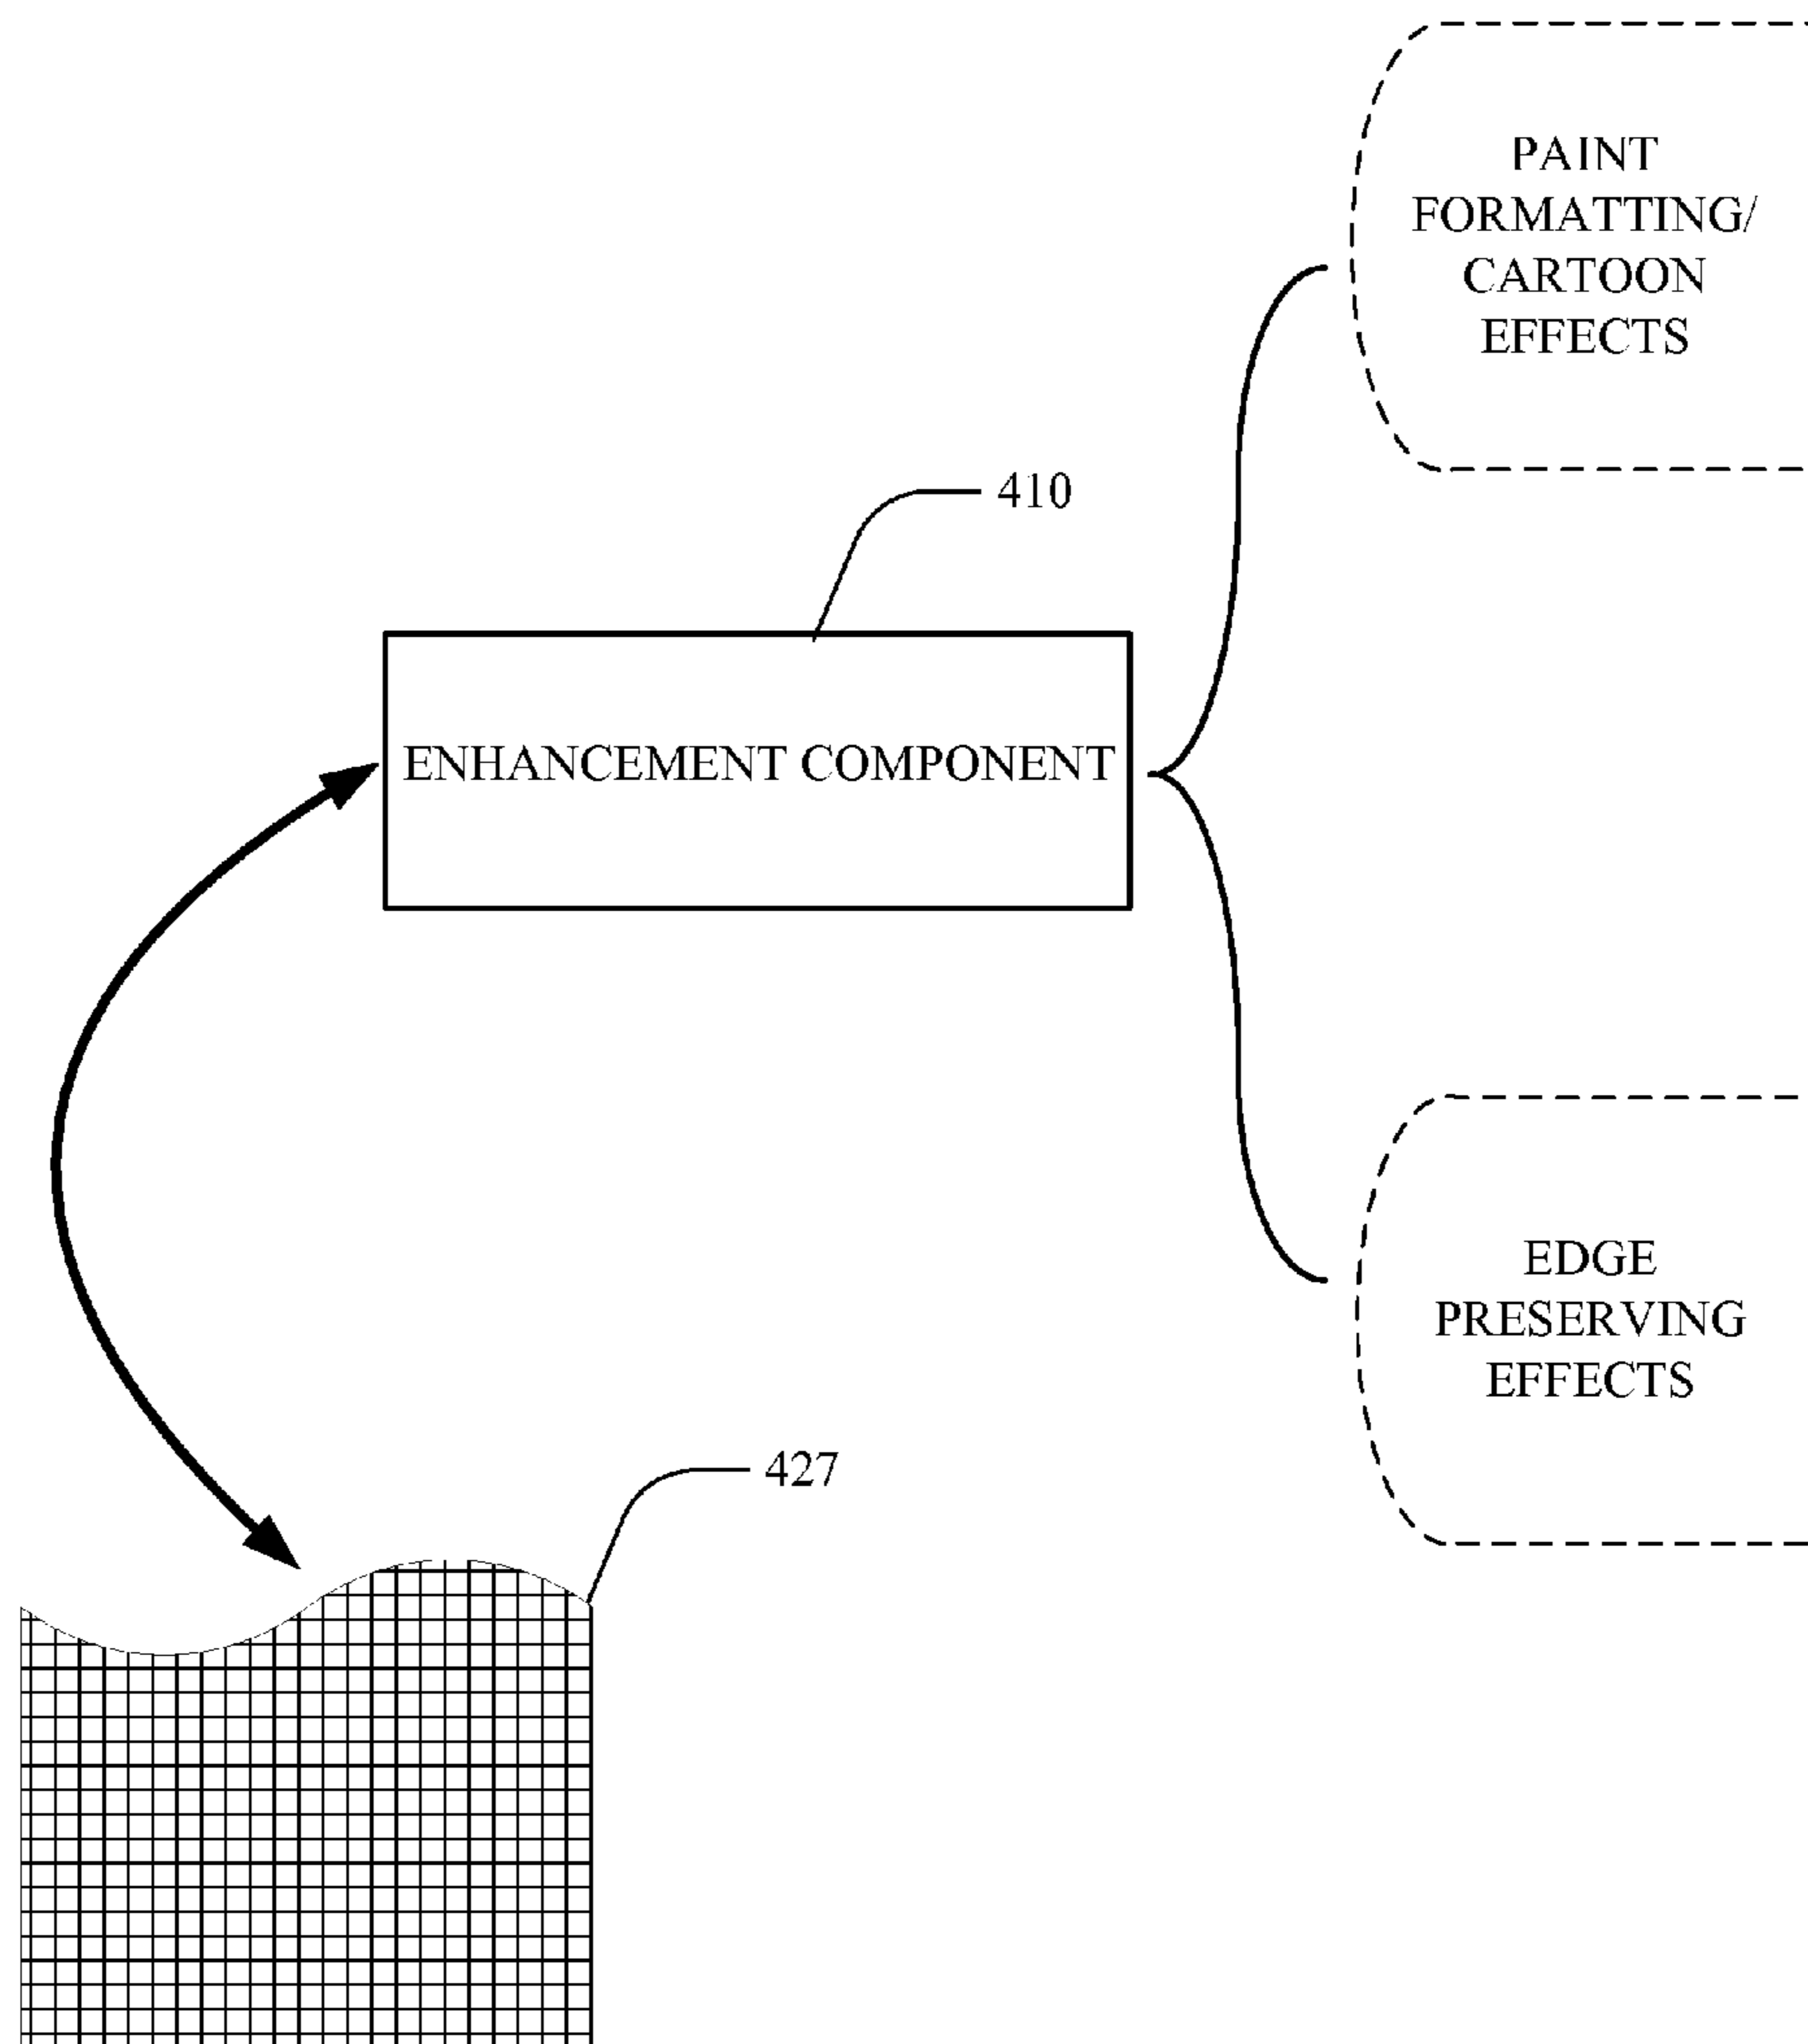 PAINT
FORMATTING/
CARTOON
EFFECTS
410
ENHANCEMENT COMPONENT
EDGE
PRESERVING
EFFECTS
427